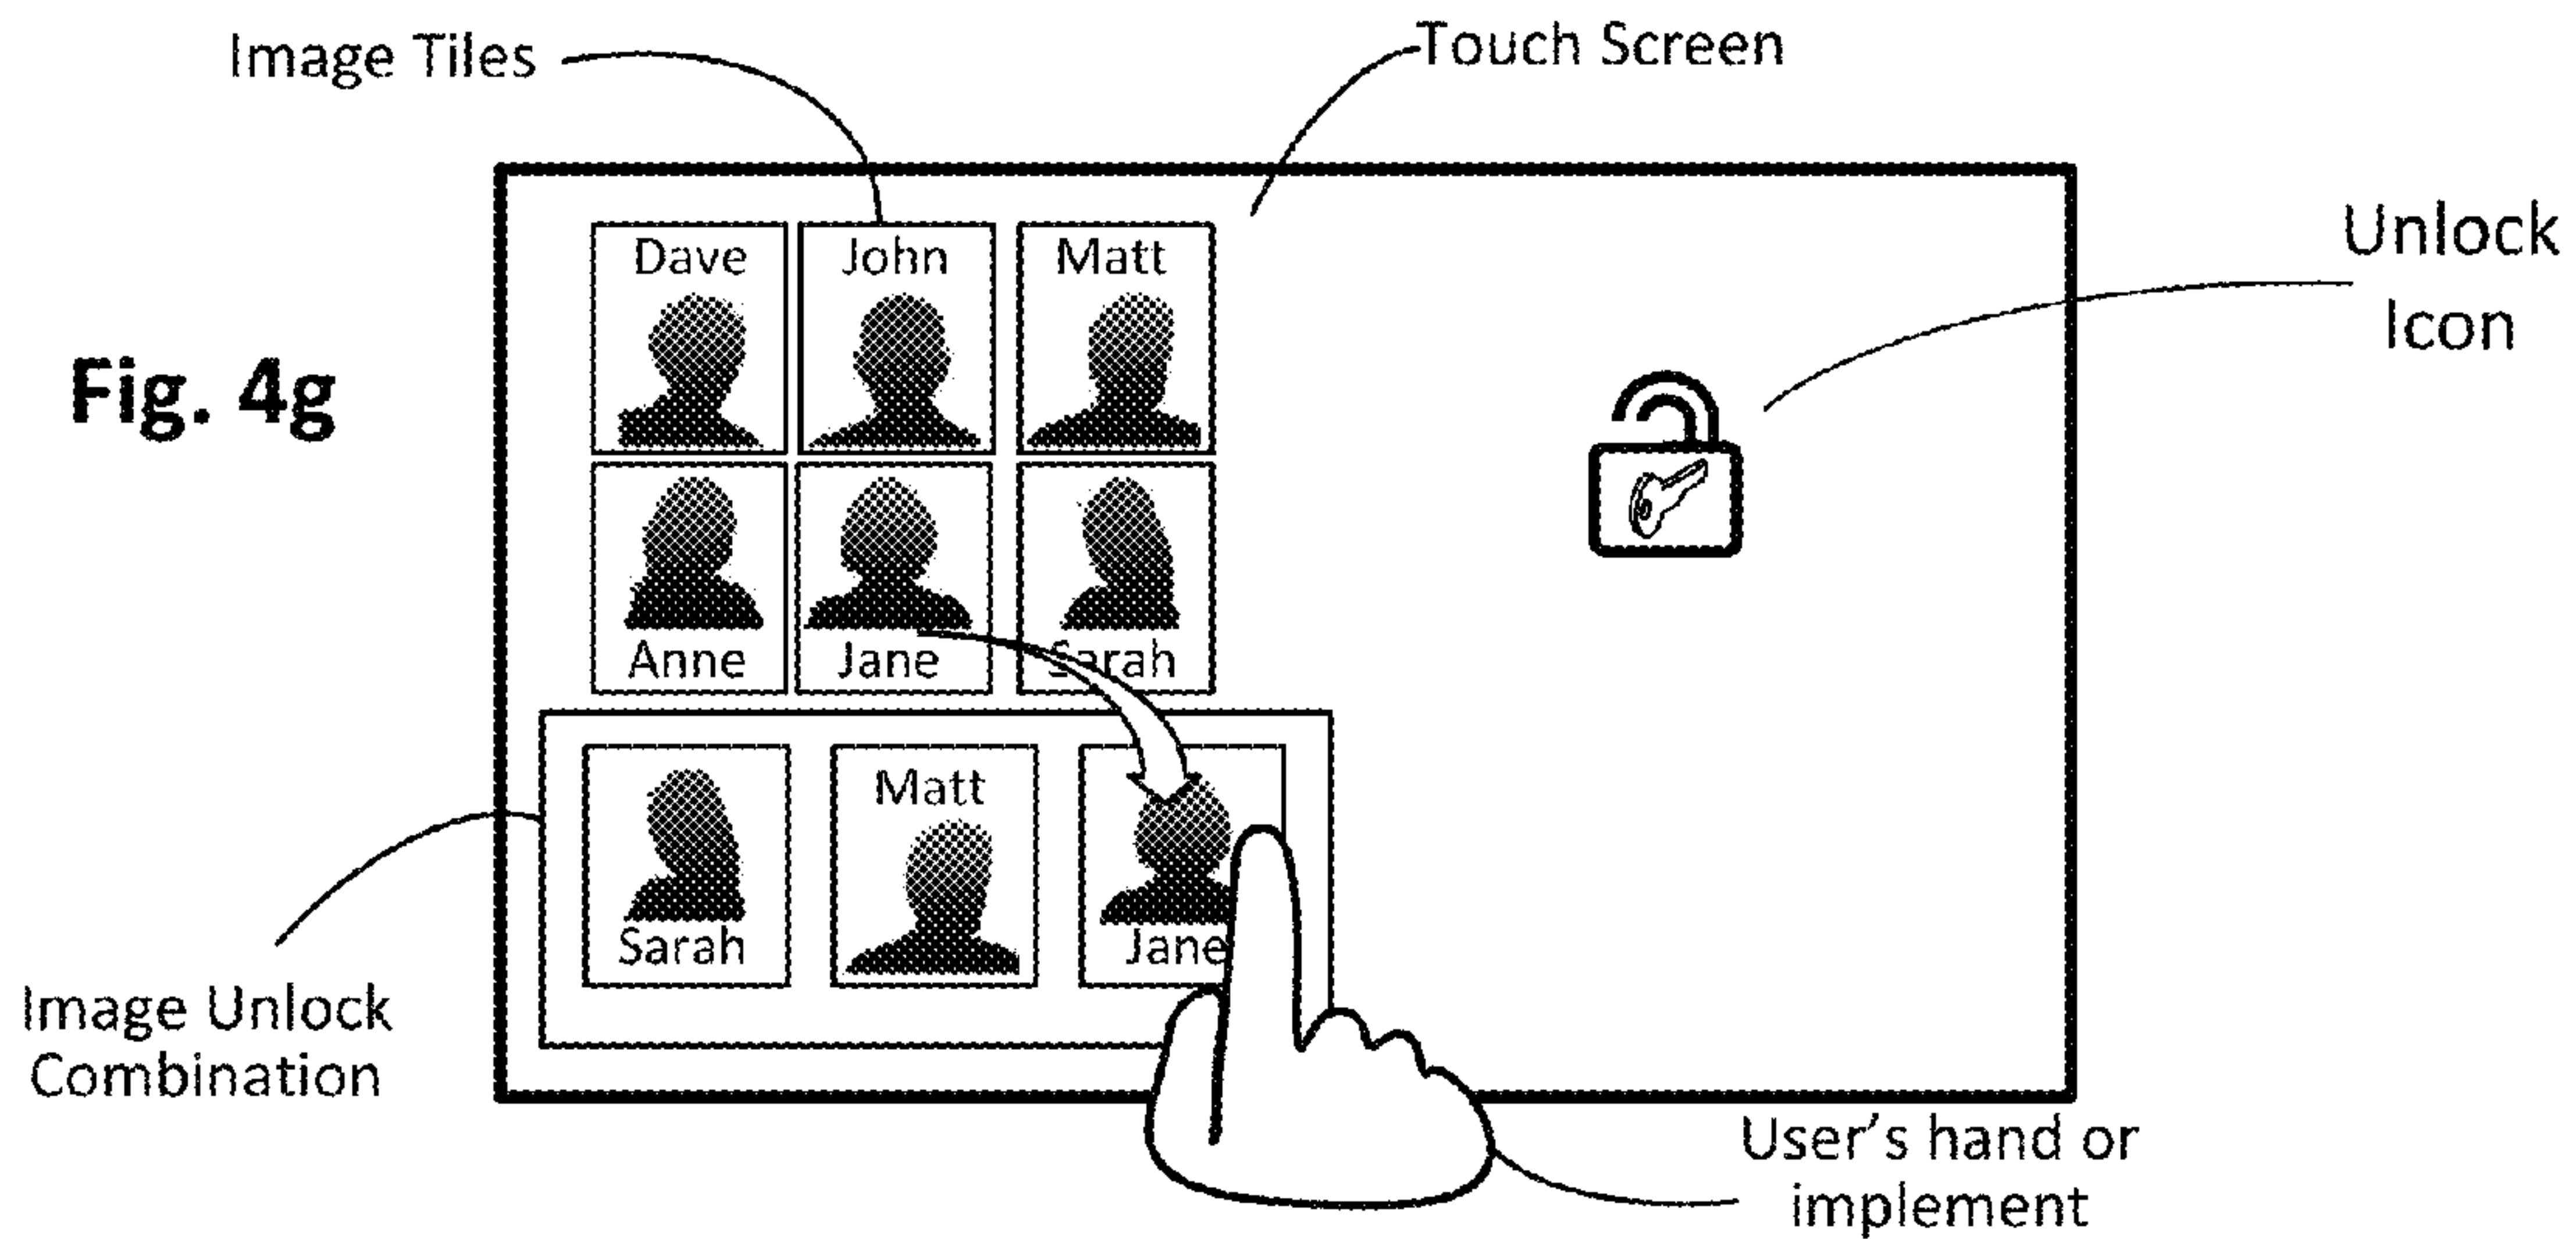 Image Tiles
Touch Screen
Unlock
Icon
Fig. 4g
Dave
John
Matt
Anne
Jane
Sarah
Matt
Sarah
Jane
Image Unlock
Combination
User's hand or
implement